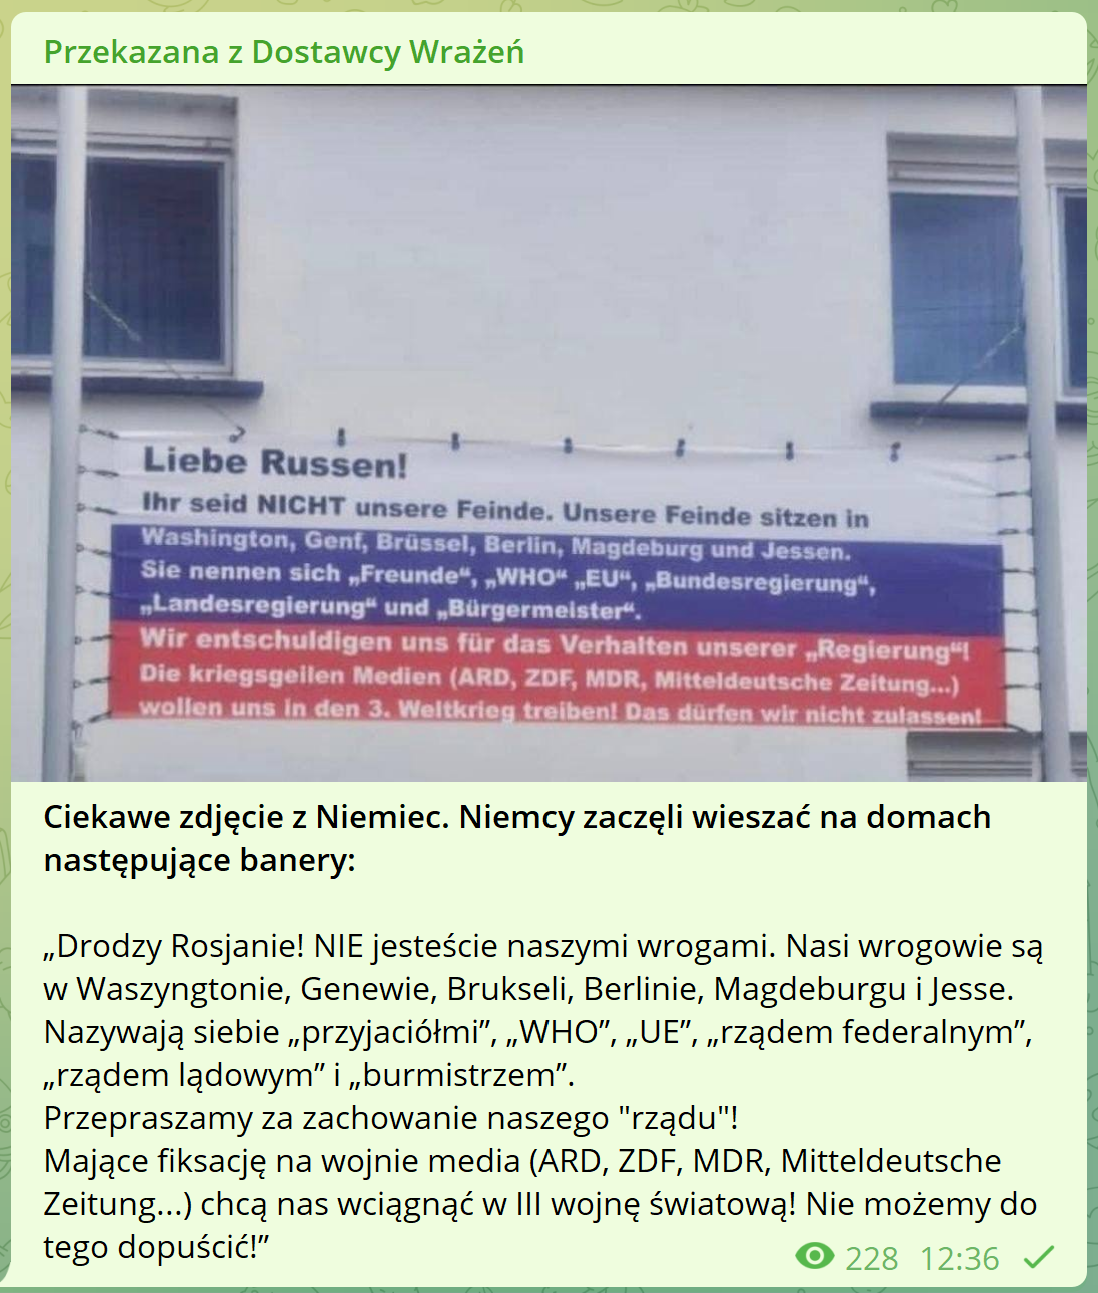 Przekazana z Dostawcy Wrażeń
Liebe Russen!
Ihr seid NICHT unsere Feinde. Unsere Feinde sitzen in
Washington, Genf, Brüssel, Berlin, Magdeburg und Jessen.
Sie nennen sich „Freunde“, „WHO“ „EU“, „Bundesregierung“,
„Landesregierung“ und „Bürgermeister“.
Wir entschuldigen uns für das Verhalten unserer „Regierung“!
Die kriegsgeilen Medien (ARD, ZDF, MDR, Mitteldeutsche Zeitung...)
wollen uns in den 3. Weltkrieg treiben! Das dürfen wir nicht zulassen!
Ciekawe zdjęcie z Niemiec. Niemcy zaczęli wieszać na domach
następujące banery:
„Drodzy Rosjanie! NIE jesteście naszymi wrogami. Nasi wrogowie są
w Waszyngtonie, Genewie, Brukseli, Berlinie, Magdeburgu i Jesse.
Nazywają siebie „przyjaciółmi”, „WHO”, „UE”, „rządem federalnym”,
„rządem lądowym” i „burmistrzem”.
Przepraszamy za zachowanie naszego "rządu"!
Mające fiksację na wojnie media (ARD, ZDF, MDR, Mitteldeutsche
Zeitung...) chcą nas wciągnąć w III wojnę światową! Nie możemy do
tego dopuścić!”
228 12:36